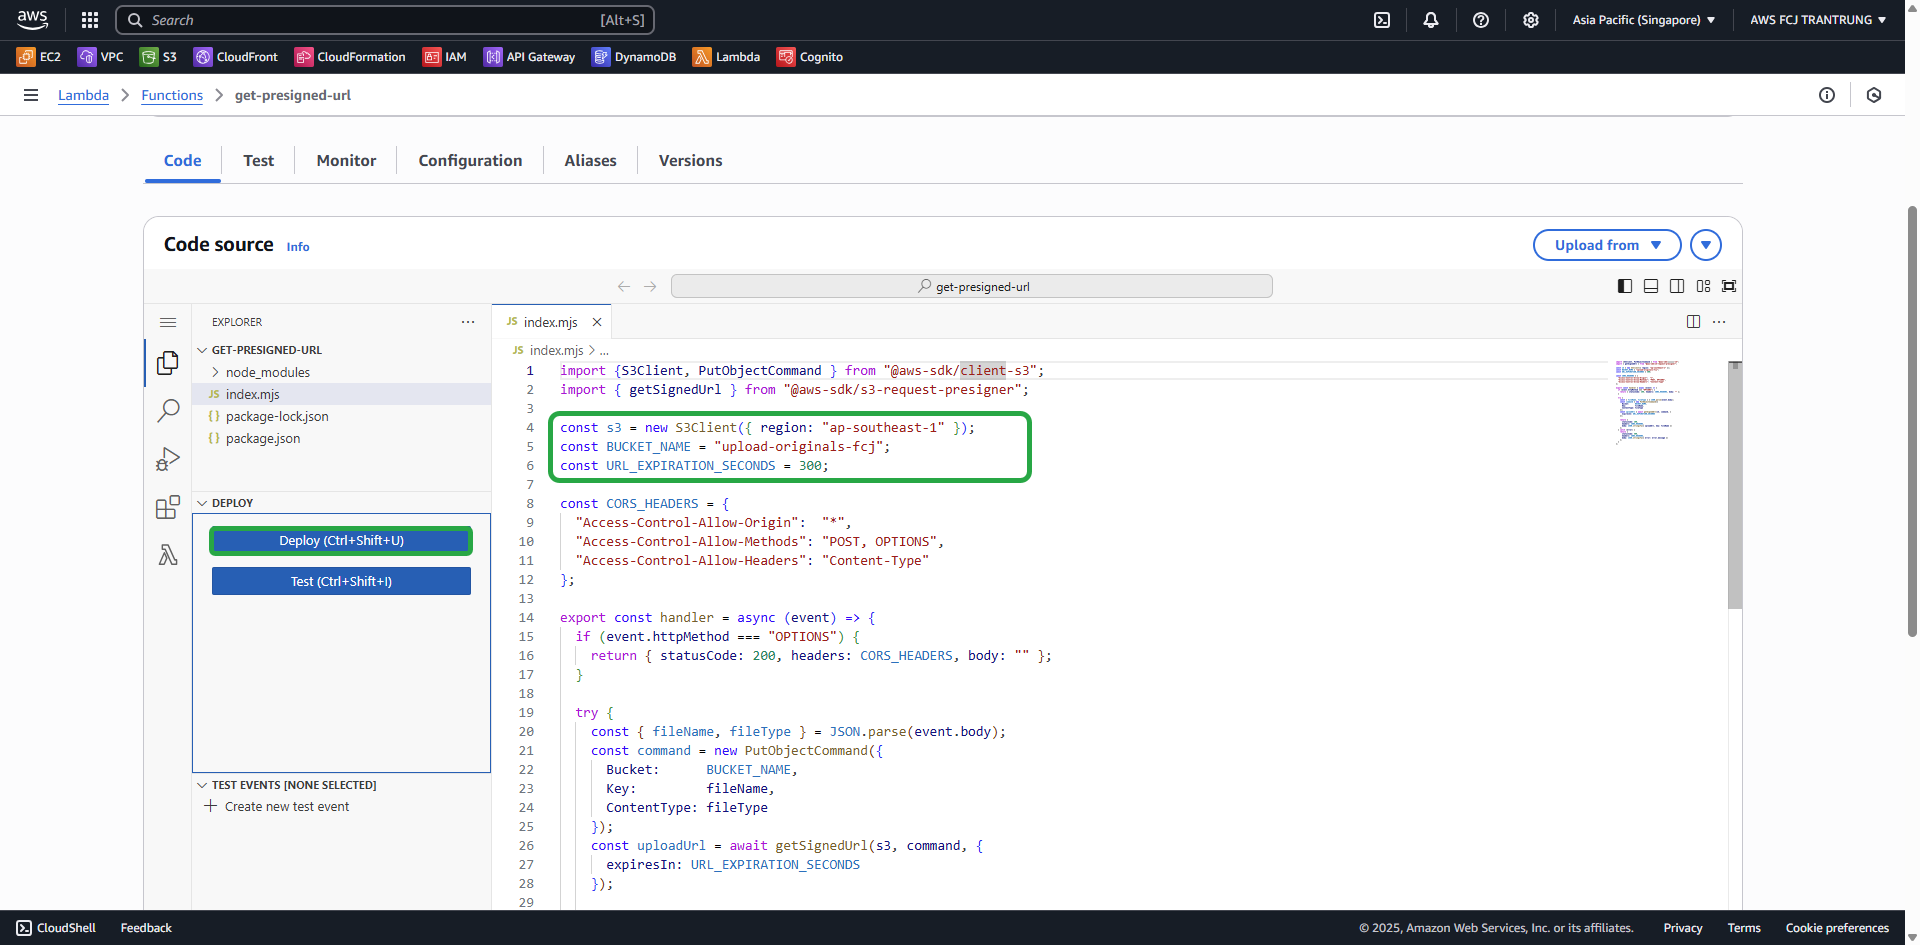 aws
Search [Alt+S]
Asia Pacific (Singapore) ▼
AWS FCJ TRANTRUNG ▼
EC2 VPC S3 CloudFront CloudFormation IAM API Gateway DynamoDB Lambda Cognito
Lambda > Functions > get-presigned-url
Code Test Monitor Configuration Aliases Versions
Code source Info
Upload from ▼
get-presigned-url
EXPLORER
GET-PRESIGNED-URL
node_modules
JS index.mjs
{} package-lock.json
{} package.json
DEPLOY
Deploy (Ctrl+Shift+U)
Test (Ctrl+Shift+I)
TEST EVENTS [NONE SELECTED]
Create new test event
JS index.mjs ×
JS index.mjs > ...
1 import {S3Client, PutObjectCommand } from "@aws-sdk/client-s3";
2 import { getSignedUrl } from "@aws-sdk/s3-request-presigner";
3
4 const s3 = new S3Client({ region: "ap-southeast-1" });
5 const BUCKET_NAME = "upload-originals-fcj";
6 const URL_EXPIRATION_SECONDS = 300;
7
8 const CORS_HEADERS = {
9 "Access-Control-Allow-Origin": "*",
10 "Access-Control-Allow-Methods": "POST, OPTIONS",
11 "Access-Control-Allow-Headers": "Content-Type"
12 };
13
14 export const handler = async (event) => {
15 if (event.httpMethod === "OPTIONS") {
16 return { statusCode: 200, headers: CORS_HEADERS, body: "" };
17 }
18
19 try {
20 const { fileName, fileType } = JSON.parse(event.body);
21 const command = new PutObjectCommand({
22 Bucket: BUCKET_NAME,
23 Key: fileName,
24 ContentType: fileType
25 });
26 const uploadUrl = await getSignedUrl(s3, command, {
27 expiresIn: URL_EXPIRATION_SECONDS
28 });
29
CloudShell Feedback
© 2025, Amazon Web Services, Inc. or its affiliates. Privacy Terms Cookie preferences